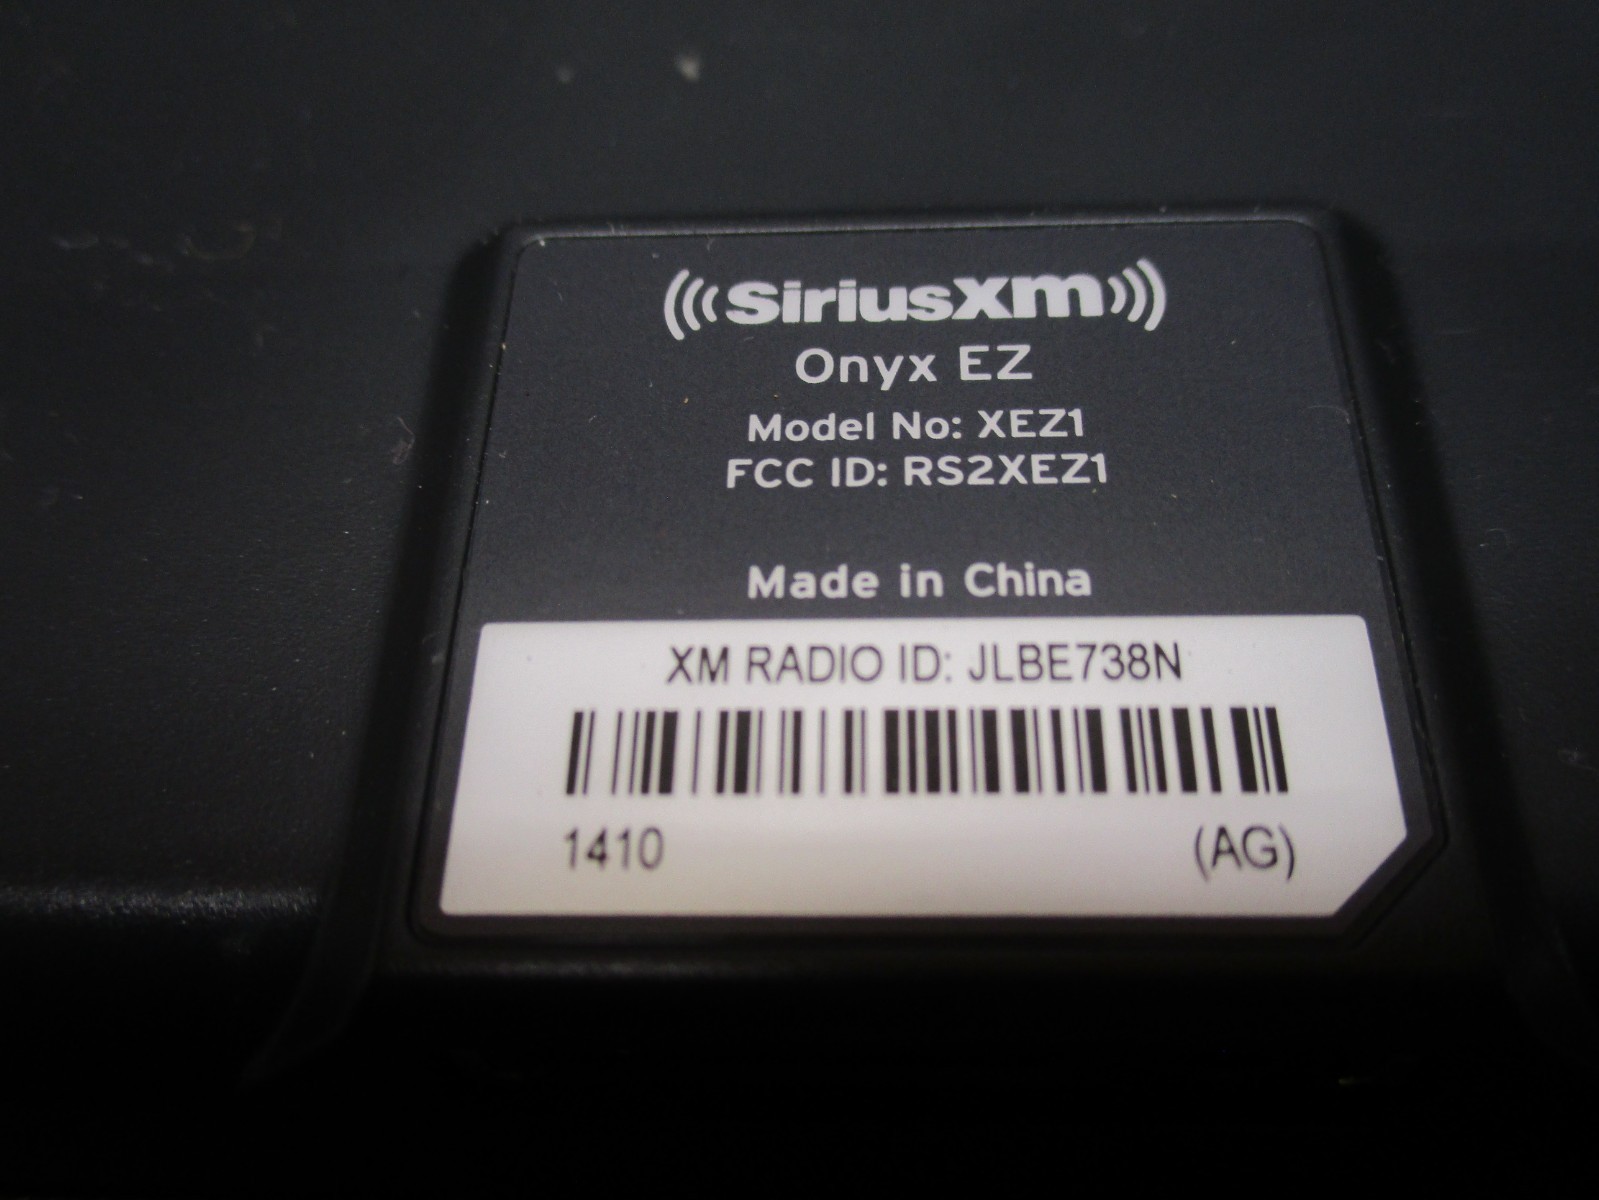 SiriusXM
Onyx EZ
Model No: XEZ1
FCC ID: RS2XEZ1
Made in China
XM RADIO ID: JLBE738N
1410 (AG)